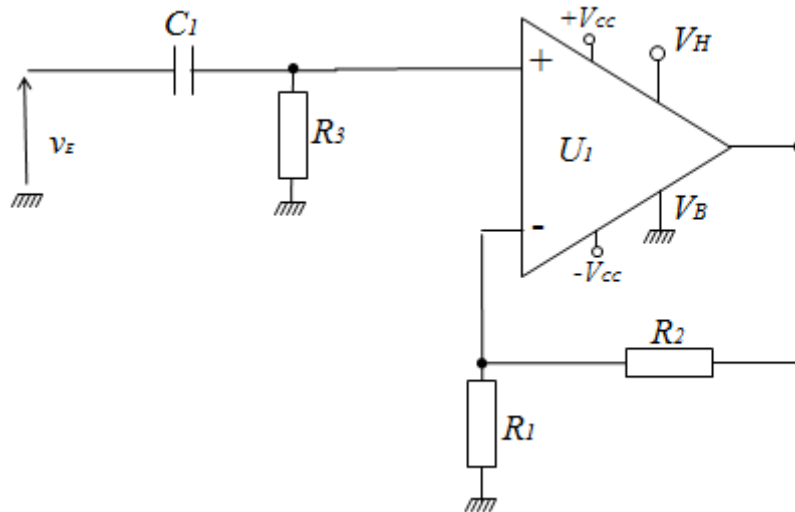 C1
+Vcc
VH
+
vE
R3
U1
VB
-
-Vcc
R2
R1